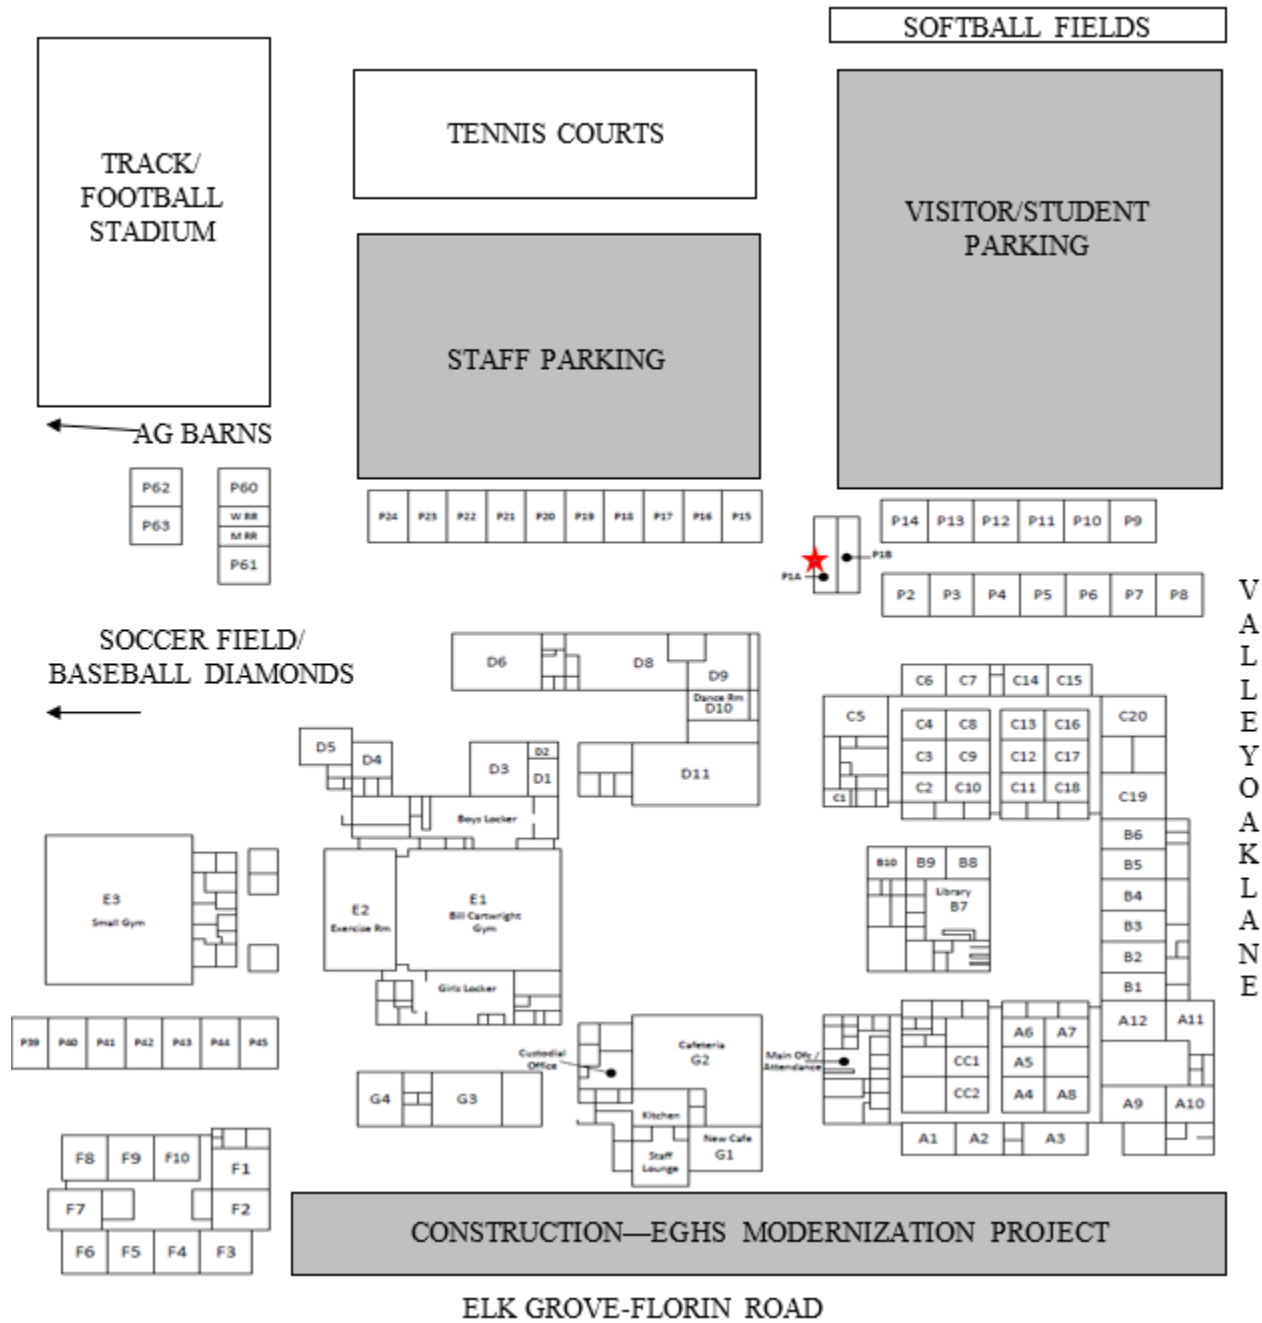 SOFTBALL FIELDS
TRACK/
FOOTBALL
STADIUM
TENNIS COURTS
VISITOR/STUDENT
PARKING
STAFF PARKING
AG BARNS
P62
P63
P60
W RR
M RR
P61
P24 P23 P22 P21 P20 P19 P18 P17 P16 P15
P14 P13 P12 P11 P10 P9
P1B
P1A
P2 P3 P4 P5 P6 P7 P8
VALLEYOAKLANE
SOCCER FIELD/
BASEBALL DIAMONDS
D6
D8
D9
Dance Rm
D10
D11
D5
D4
D3
D2
D1
Boys Locker
C6 C7 C14 C15
C5
C4 C8 C13 C16
C20
C3 C9 C12 C17
C2 C10 C11 C18
C1
C19
B6
B5
B4
B3
B2
B1
B10 B9 B8
Library
B7
E3
Small Gym
E2
Exercise Rm
E1
Bill Cartwright
Gym
Girls Locker
P39 P40 P41 P42 P43 P44 P45
Custodial
Office
Cafeteria
G2
Main Ofc /
Attendance
Kitchen
New Cafe
G1
Staff
Lounge
G4
G3
CC1
CC2
A6 A7
A5
A4 A8
A12
A11
A9
A10
A1 A2 A3
F8 F9 F10
F1
F7
F2
F6 F5 F4 F3
CONSTRUCTION—EGHS MODERNIZATION PROJECT
ELK GROVE-FLORIN ROAD